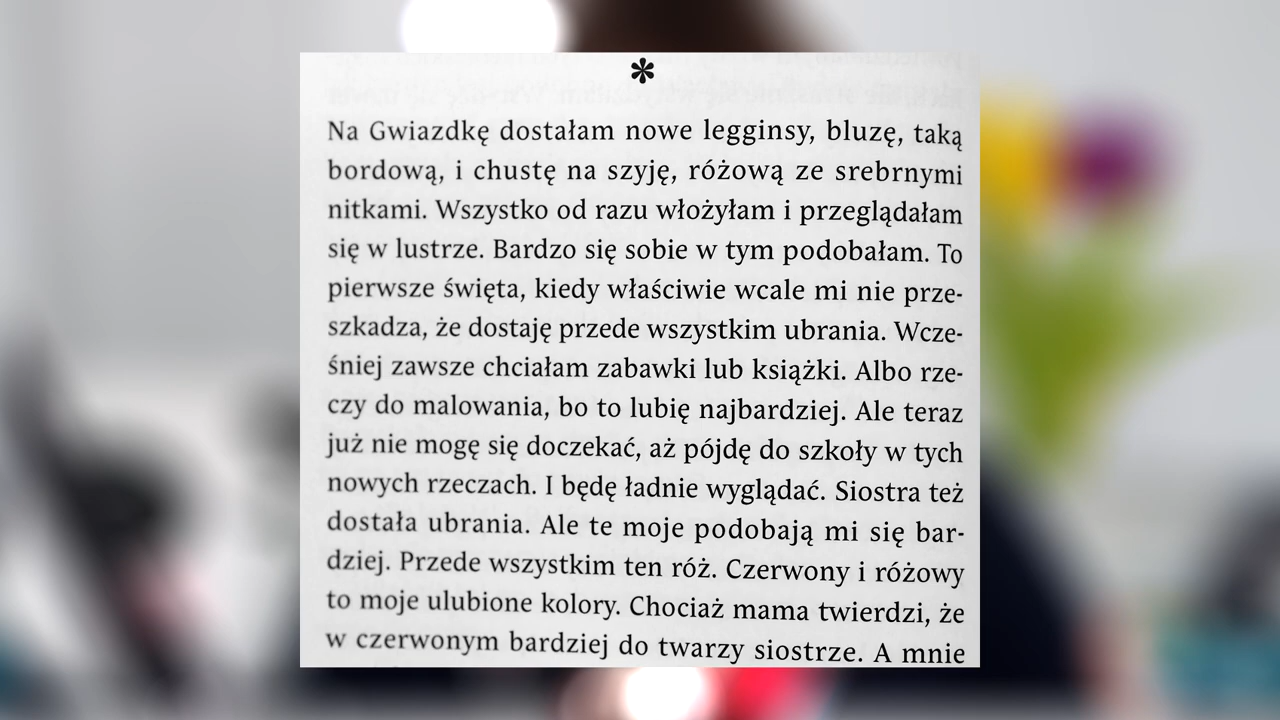 *
Na Gwiazdkę dostałam nowe legginsy, bluzę, taką
bordową, i chustę na szyję, różową ze srebrnymi
nitkami. Wszystko od razu włożyłam i przeglądałam
się w lustrze. Bardzo się sobie w tym podobałam. To
pierwsze święta, kiedy właściwie wcale mi nie prze-
szkadza, że dostaję przede wszystkim ubrania. Wcze-
śniej zawsze chciałam zabawki lub książki. Albo rze-
czy do malowania, bo to lubię najbardziej. Ale teraz
już nie mogę się doczekać, aż pójdę do szkoły w tych
nowych rzeczach. I będę ładnie wyglądać. Siostra też
dostała ubrania. Ale te moje podobają mi się bar-
dziej. Przede wszystkim ten róż. Czerwony i różowy
to moje ulubione kolory. Chociaż mama twierdzi, że
w czerwonym bardziej do twarzy siostrze. A mnie